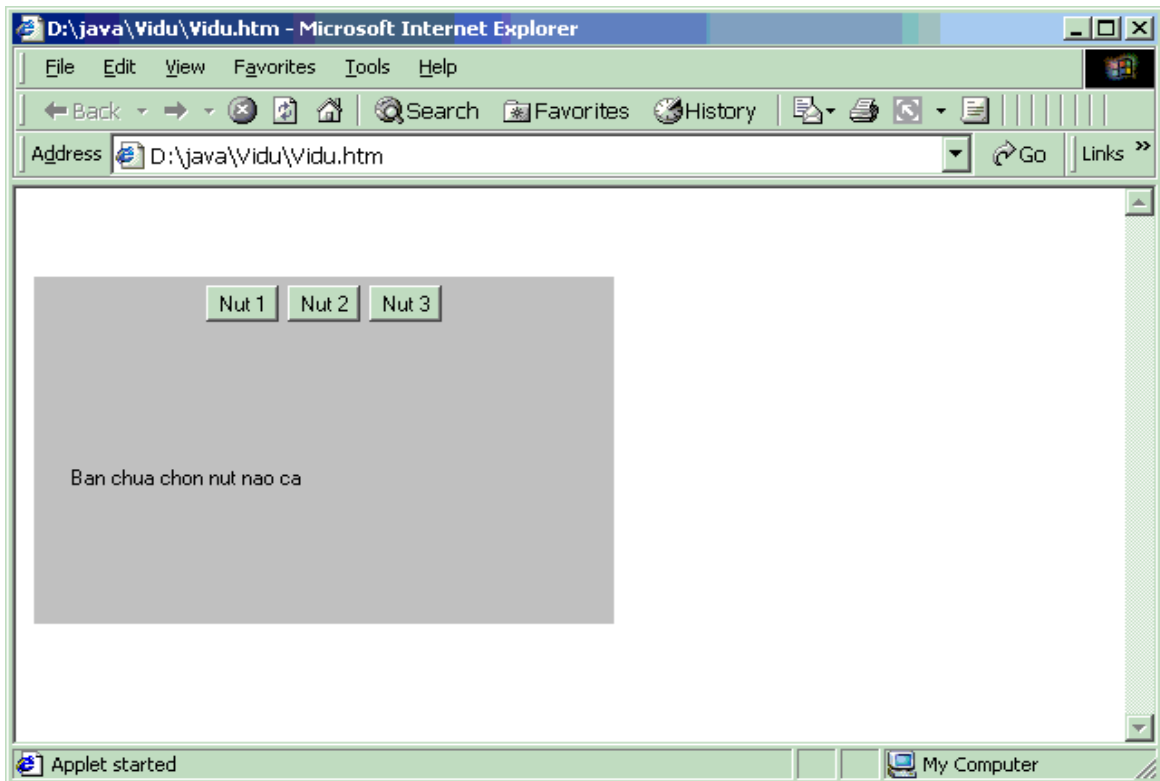 D:\java\Vidu\Vidu.htm - Microsoft Internet Explorer
File Edit View Favorites Tools Help
Back Search Favorites History
Address D:\java\Vidu\Vidu.htm Go Links »
Nut 1 Nut 2 Nut 3
Ban chua chon nut nao ca
Applet started My Computer